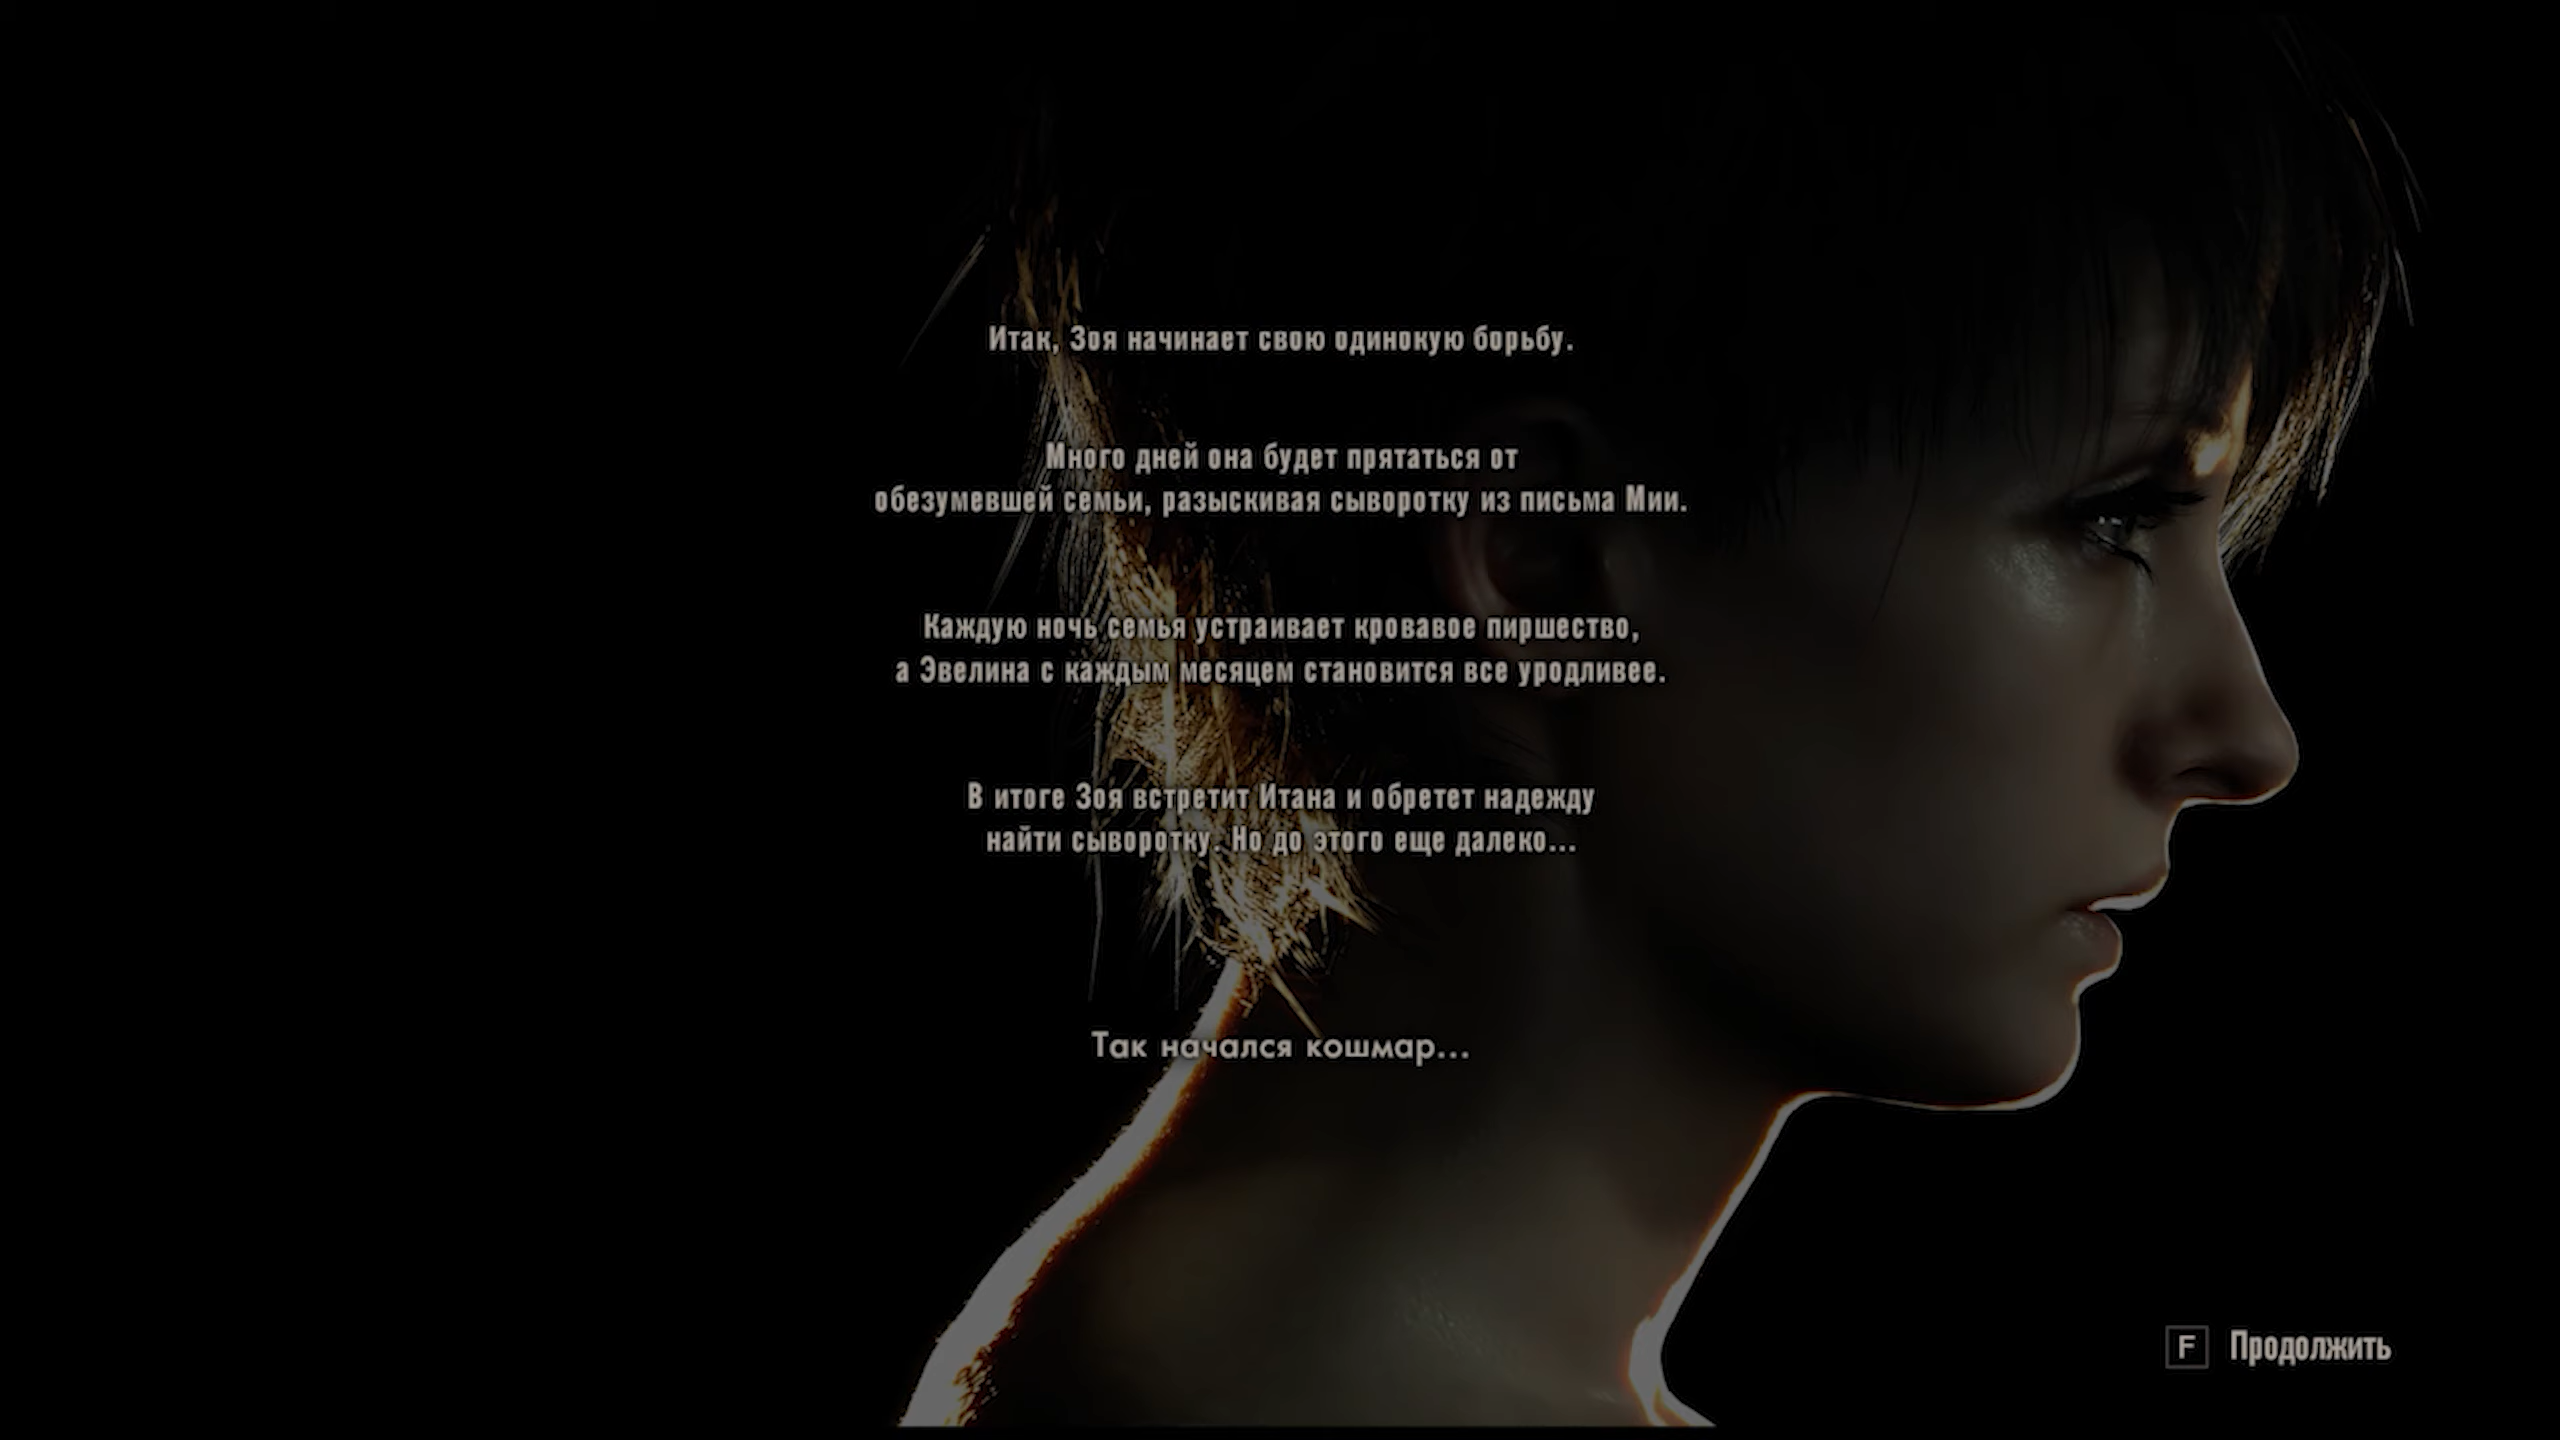 Итак, Зоя начинает свою одинокую борьбу.
Много дней она будет прятаться от
обезумевшей семьи, разыскивая сыворотку из письма Мии.
Каждую ночь семья устраивает кровавое пиршество,
а Эвелина с каждым месяцем становится все уродливее.
В итоге Зоя встретит Итана и обретет надежду
найти сыворотку. Но до этого еще далеко...
Так начался кошмар...
F Продолжить